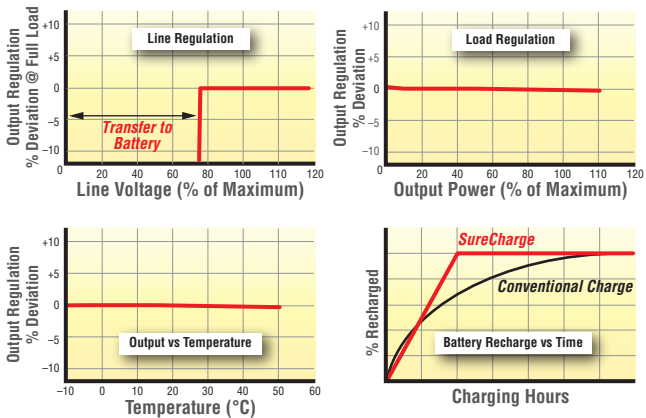 Output Regulation
% Deviation @ Full Load
+10
+5
0
−5
−10
Line Regulation
Transfer to
Battery
0 20 40 60 80 100 120
Line Voltage (% of Maximum)
Output Regulation
% Deviation
+10
+5
0
−5
−10
Load Regulation
0 20 40 60 80 100 120
Output Power (% of Maximum)
Output Regulation
% Deviation
+10
+5
0
−5
−10
Output vs Temperature
−10 0 10 20 30 40 50 60
Temperature (°C)
% Recharged
SureCharge
Conventional Charge
Battery Recharge vs Time
Charging Hours